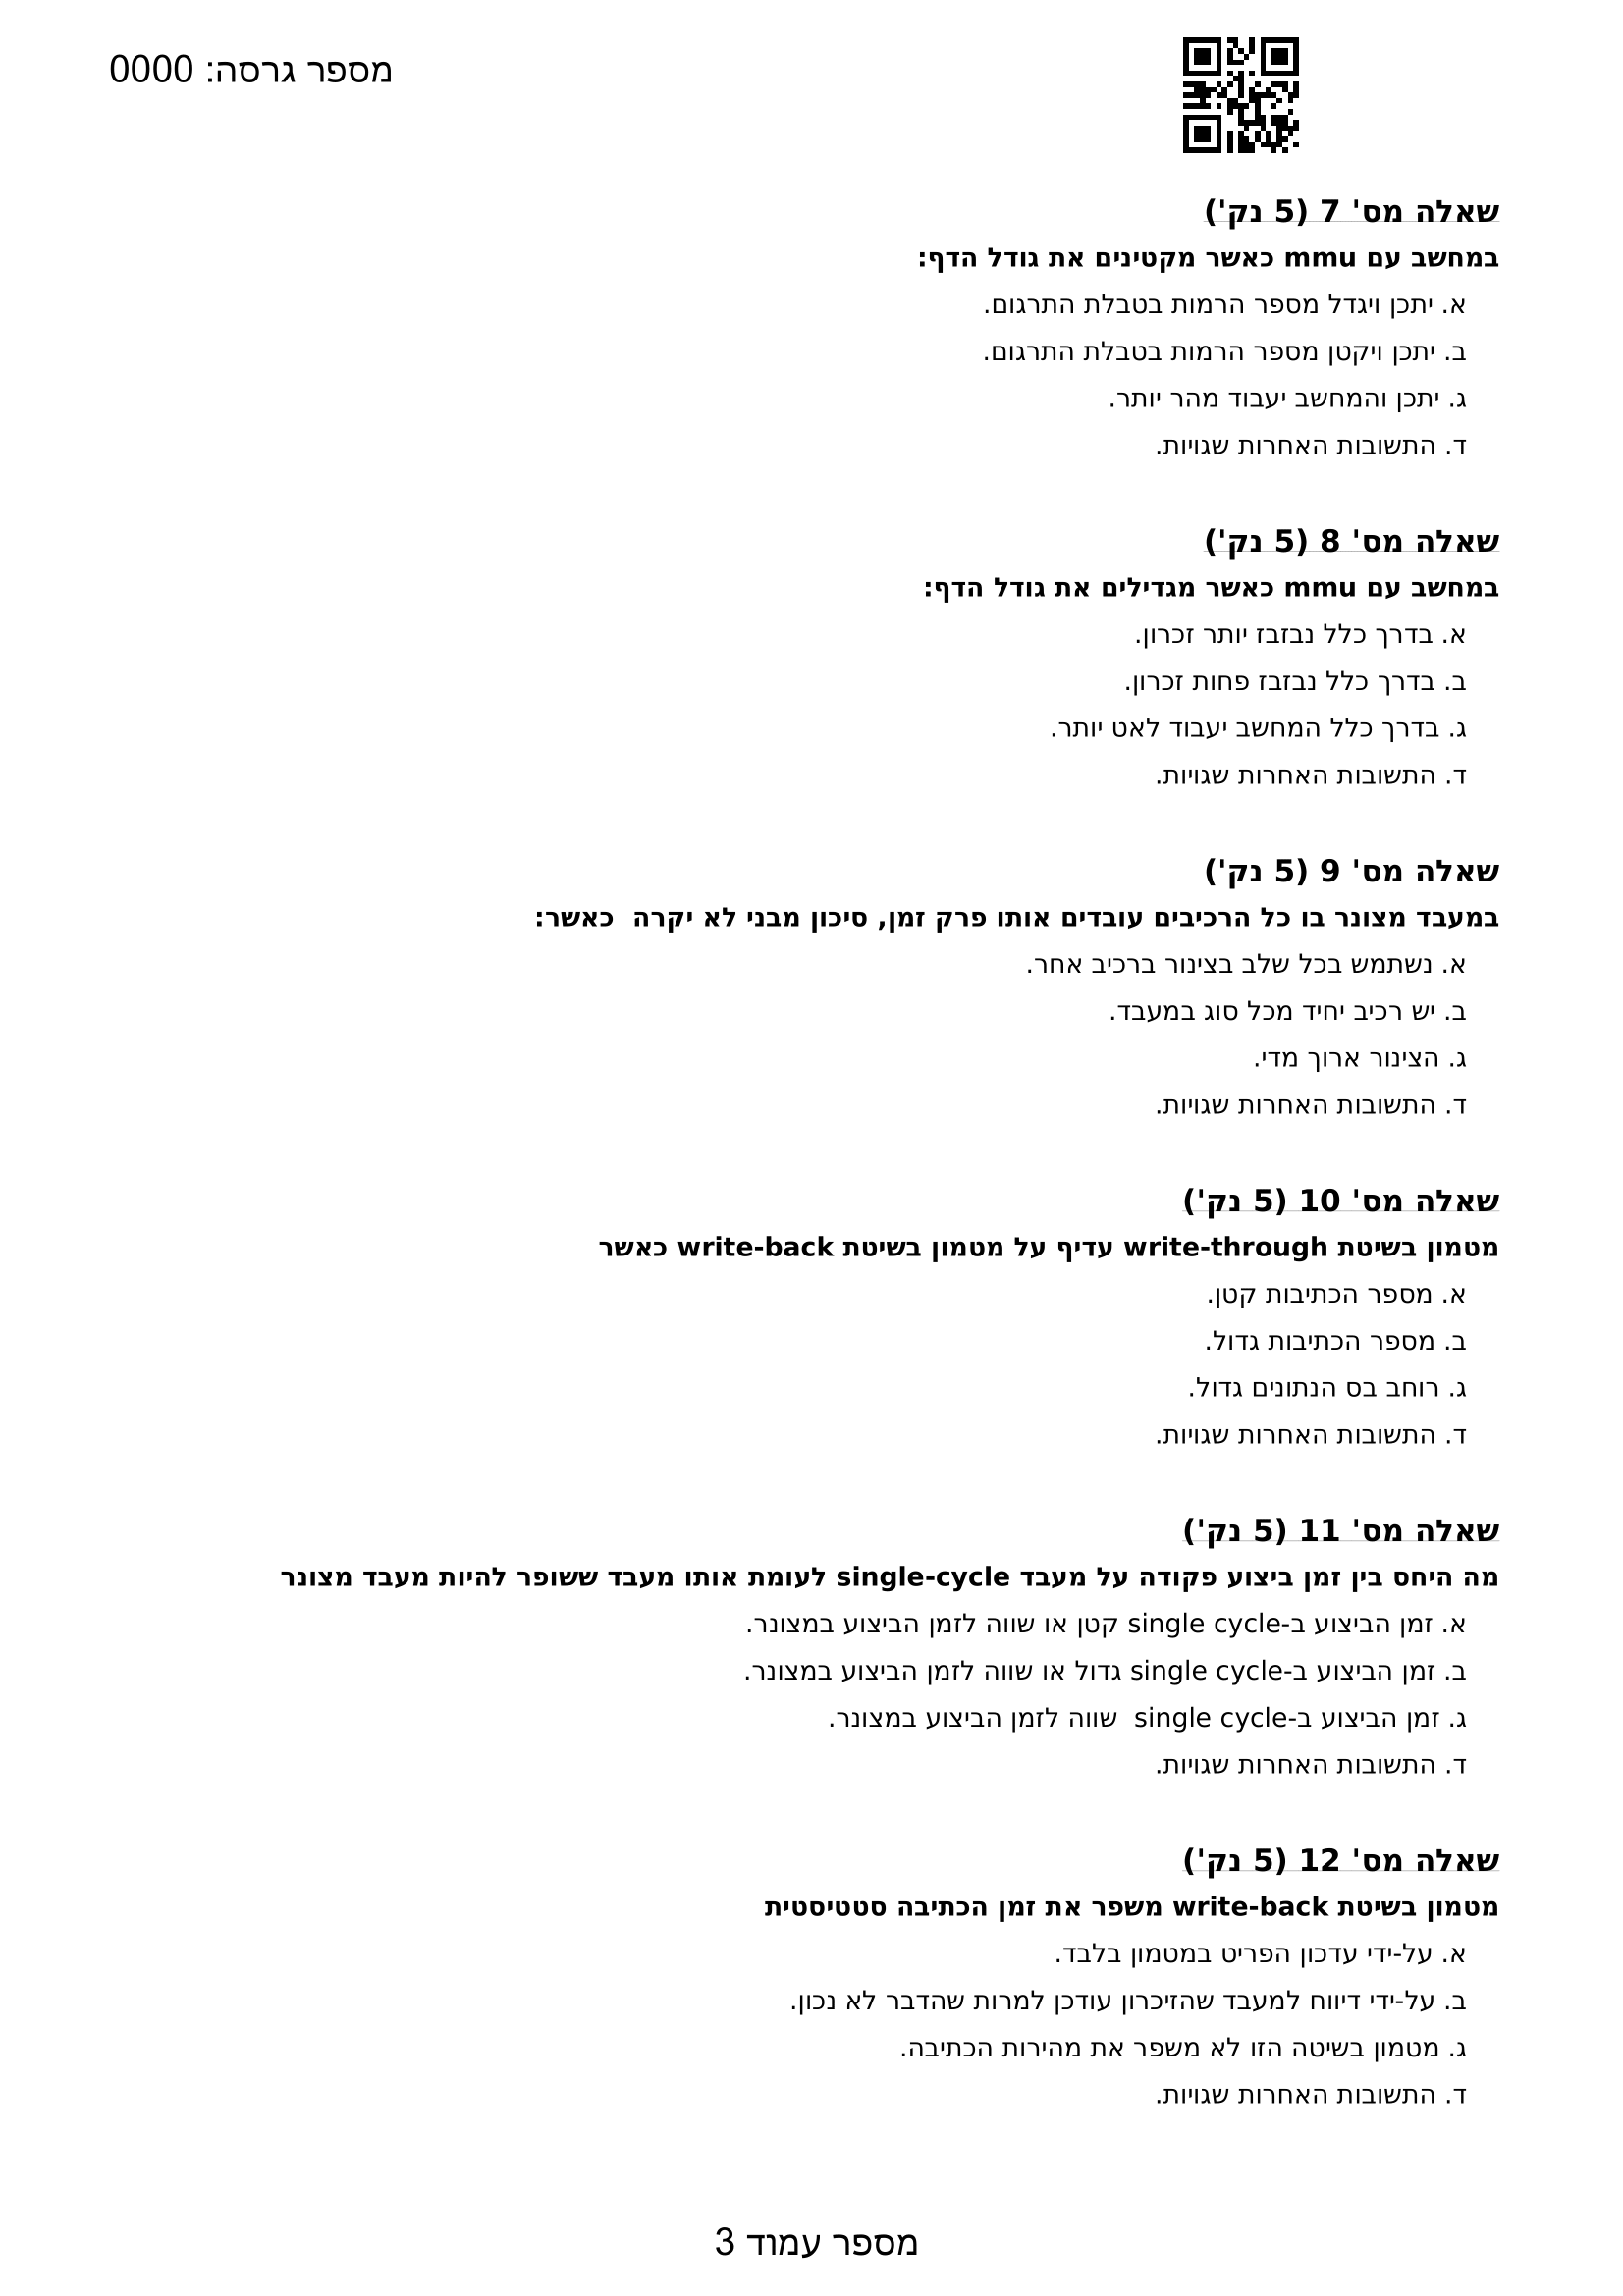 מספר גרסה: 0000
שאלה מס' 7 (5 נק')
במחשב עם mmu כאשר מקטינים את גודל הדף:
א. יתכן ויגדל מספר הרמות בטבלת התרגום.
ב. יתכן ויקטן מספר הרמות בטבלת התרגום.
ג. יתכן והמחשב יעבוד מהר יותר.
ד. התשובות האחרות שגויות.
שאלה מס' 8 (5 נק')
במחשב עם mmu כאשר מגדילים את גודל הדף:
א. בדרך כלל נבזבז יותר זכרון.
ב. בדרך כלל נבזבז פחות זכרון.
ג. בדרך כלל המחשב יעבוד לאט יותר.
ד. התשובות האחרות שגויות.
שאלה מס' 9 (5 נק')
במעבד מצונר בו כל הרכיבים עובדים אותו פרק זמן, סיכון מבני לא יקרה  כאשר:
א. נשתמש בכל שלב בצינור ברכיב אחר.
ב. יש רכיב יחיד מכל סוג במעבד.
ג. הצינור ארוך מדי.
ד. התשובות האחרות שגויות.
שאלה מס' 10 (5 נק')
מטמון בשיטת write-through עדיף על מטמון בשיטת write-back כאשר
א. מספר הכתיבות קטן.
ב. מספר הכתיבות גדול.
ג. רוחב בס הנתונים גדול.
ד. התשובות האחרות שגויות.
שאלה מס' 11 (5 נק')
מה היחס בין זמן ביצוע פקודה על מעבד single-cycle לעומת אותו מעבד ששופר להיות מעבד מצונר
א. זמן הביצוע ב-single cycle קטן או שווה לזמן הביצוע במצונר.
ב. זמן הביצוע ב-single cycle גדול או שווה לזמן הביצוע במצונר.
ג. זמן הביצוע ב-single cycle  שווה לזמן הביצוע במצונר.
ד. התשובות האחרות שגויות.
שאלה מס' 12 (5 נק')
מטמון בשיטת write-back משפר את זמן הכתיבה סטטיסטית
א. על-ידי עדכון הפריט במטמון בלבד.
ב. על-ידי דיווח למעבד שהזיכרון עודכן למרות שהדבר לא נכון.
ג. מטמון בשיטה הזו לא משפר את מהירות הכתיבה.
ד. התשובות האחרות שגויות.
מספר עמוד 3